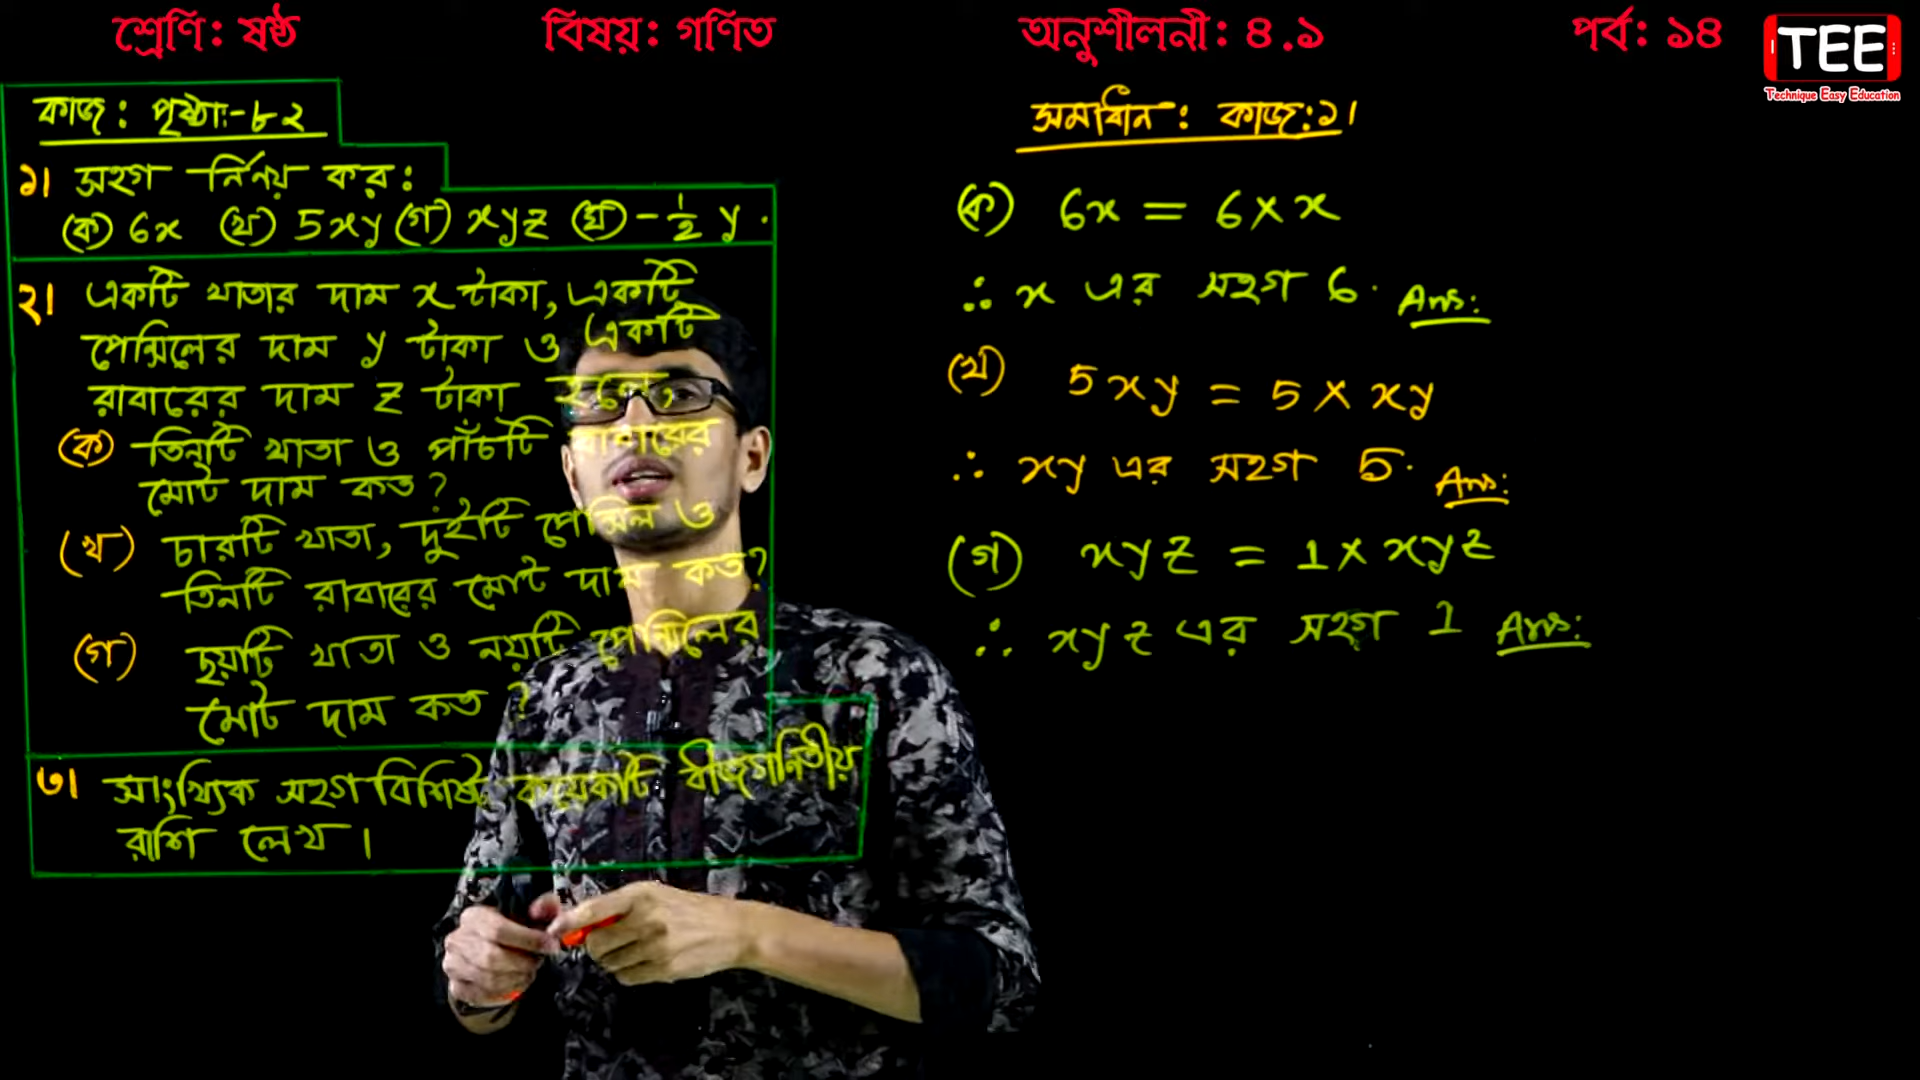 শ্রেণি: ষষ্ঠ
বিষয়: গণিত
অনুশীলনী: ৪.১
পর্ব: ১৪
TEE
Technique Easy Education
কাজ: পৃষ্ঠা:-৮২
১। সহগ নির্ণয় কর:
(ক) 6x (খ) 5xy (গ) xyz (ঘ) -1/2 y.
২। একটি খাতার দাম x টাকা, একটি
পেন্সিলের দাম y টাকা ও একটি
রাবারের দাম z টাকা হলে,
(ক) তিনটি খাতা ও পাঁচটি রাবারের
মোট দাম কত?
(খ) চারটি খাতা, দুইটি পেন্সিল ও
তিনটি রাবারের মোট দাম কত?
(গ) ছয়টি খাতা ও নয়টি পেন্সিলের
মোট দাম কত?
৩। সাংখ্যিক সহগবিশিষ্ট কয়েকটি বীজগনিতীয়
রাশি লেখ।
সমাধান: কাজ:১।
(ক) 6x = 6 × x
∴ x এর সহগ 6. Ans:
(খ) 5xy = 5 × xy
∴ xy এর সহগ 5. Ans:
(গ) xyz = 1 × xyz
∴ xyz এর সহগ 1 Ans: